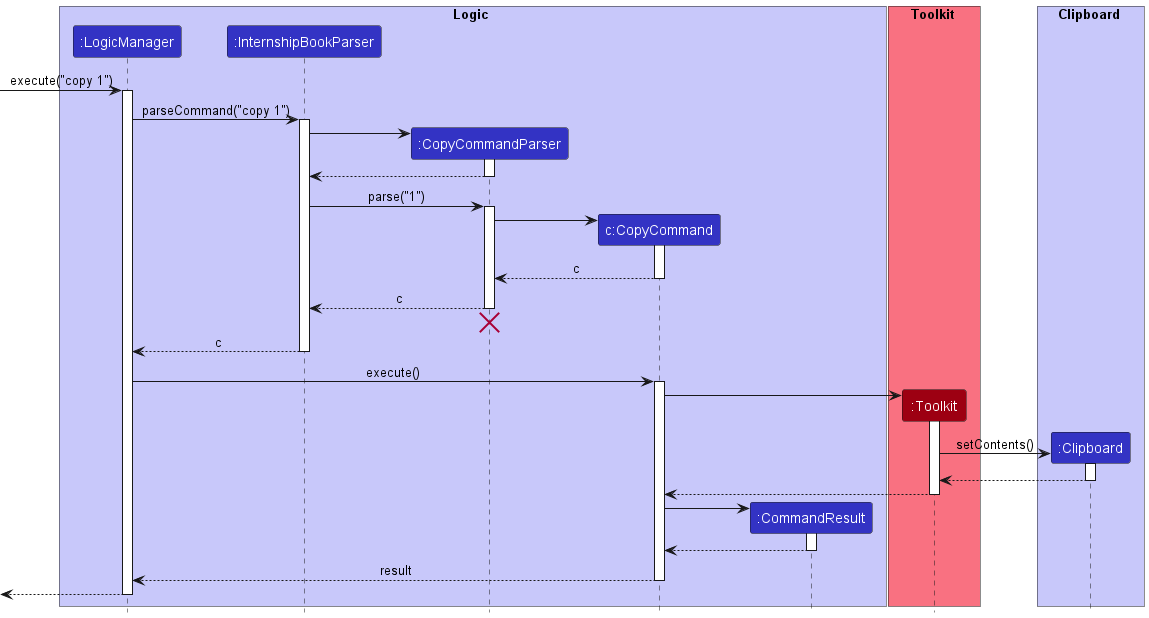 Logic
Toolkit
Clipboard
:LogicManager
:InternshipBookParser
execute("copy 1")
parseCommand("copy 1")
:CopyCommandParser
parse("1")
c:CopyCommand
c
c
c
execute()
:Toolkit
setContents()
:Clipboard
:CommandResult
result